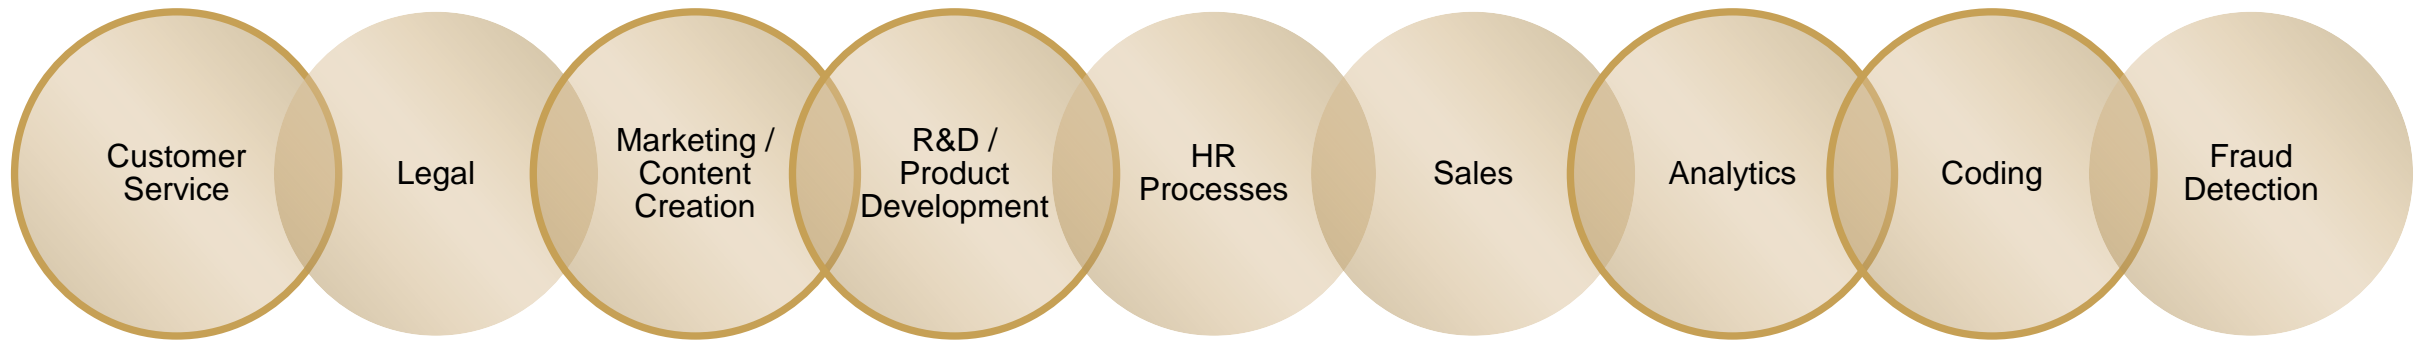 Customer
Service
Legal
Marketing /
Content
Creation
R&D /
Product
Development
HR
Processes
Sales
Analytics
Coding
Fraud
Detection